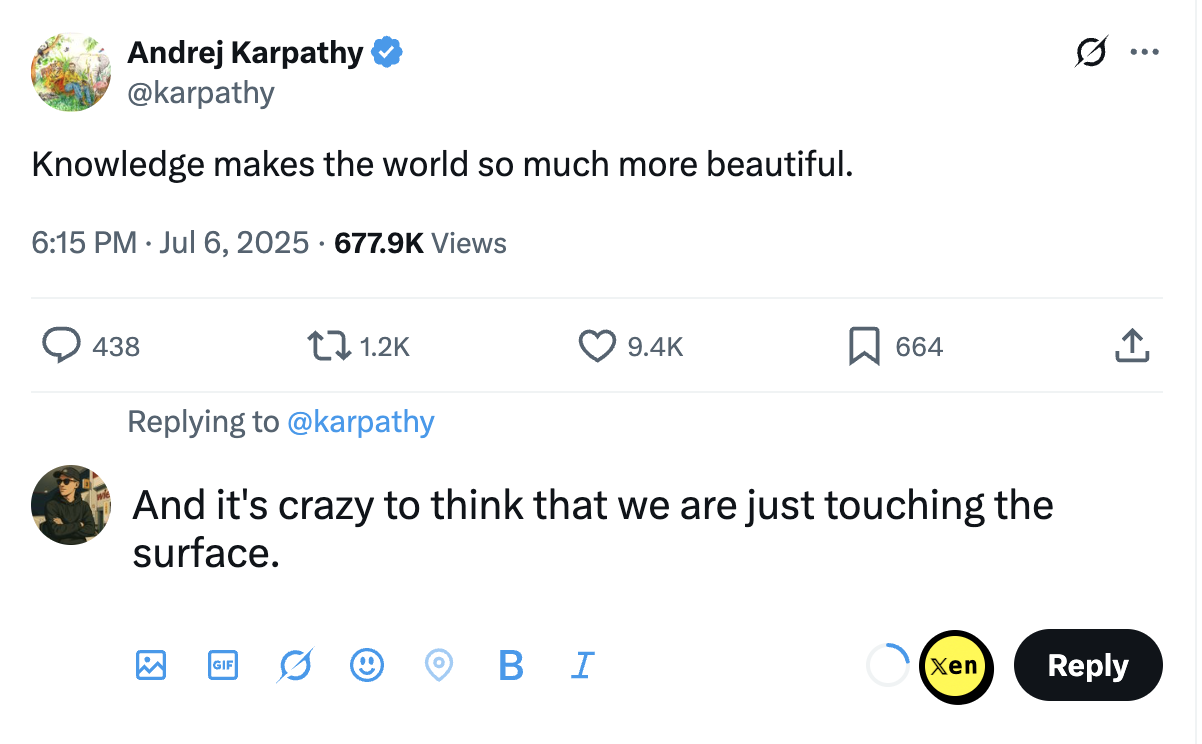 Andrej Karpathy
@karpathy
Knowledge makes the world so much more beautiful.
6:15 PM · Jul 6, 2025 · 677.9K Views
438 1.2K 9.4K 664
Replying to @karpathy
And it's crazy to think that we are just touching the
surface.
GIF B I 𝕏en Reply